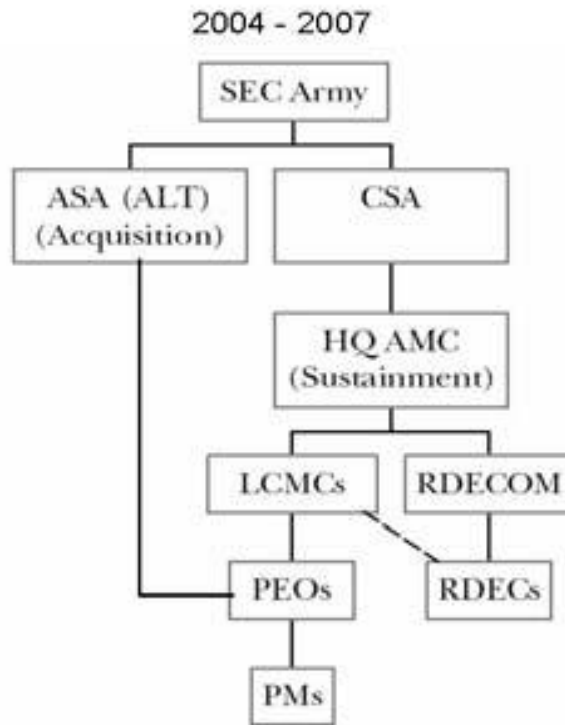 2004 - 2007
SEC Army
ASA (ALT)
(Acquisition)
CSA
HQ AMC
(Sustainment)
LCMCs
RDECOM
PEOs
RDECs
PMs